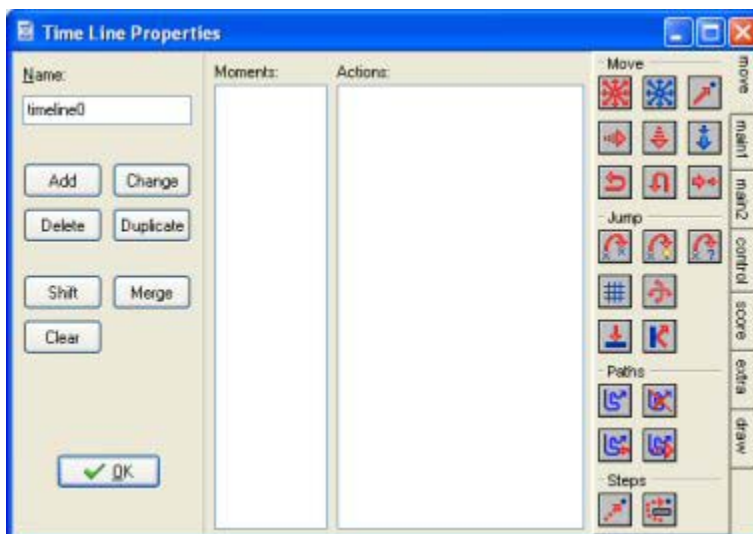 Time Line Properties
Name:
timeline0
Add
Change
Delete
Duplicate
Shift
Merge
Clear
OK
Moments:
Actions:
Move
Jump
Paths
Steps
move
main1
main2
control
score
extra
draw